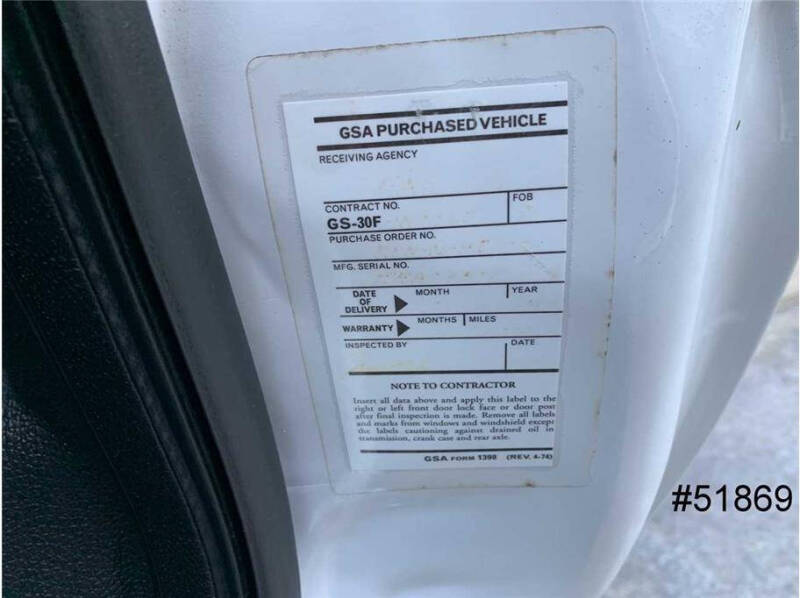 GSA PURCHASED VEHICLE
RECEIVING AGENCY
CONTRACT NO. FOB
GS-30F
PURCHASE ORDER NO.
MFG. SERIAL NO.
DATE OF DELIVERY MONTH YEAR
WARRANTY MONTHS MILES
INSPECTED BY DATE
NOTE TO CONTRACTOR
Insert all data above and apply this label to the
right or left front door lock face or door post
after final inspection is made. Remove all labels
and marks from windows and windshield except
the labels cautioning against drained oil in
transmission, crank case and rear axle.
GSA FORM 1398 (REV. 4-74)
#51869